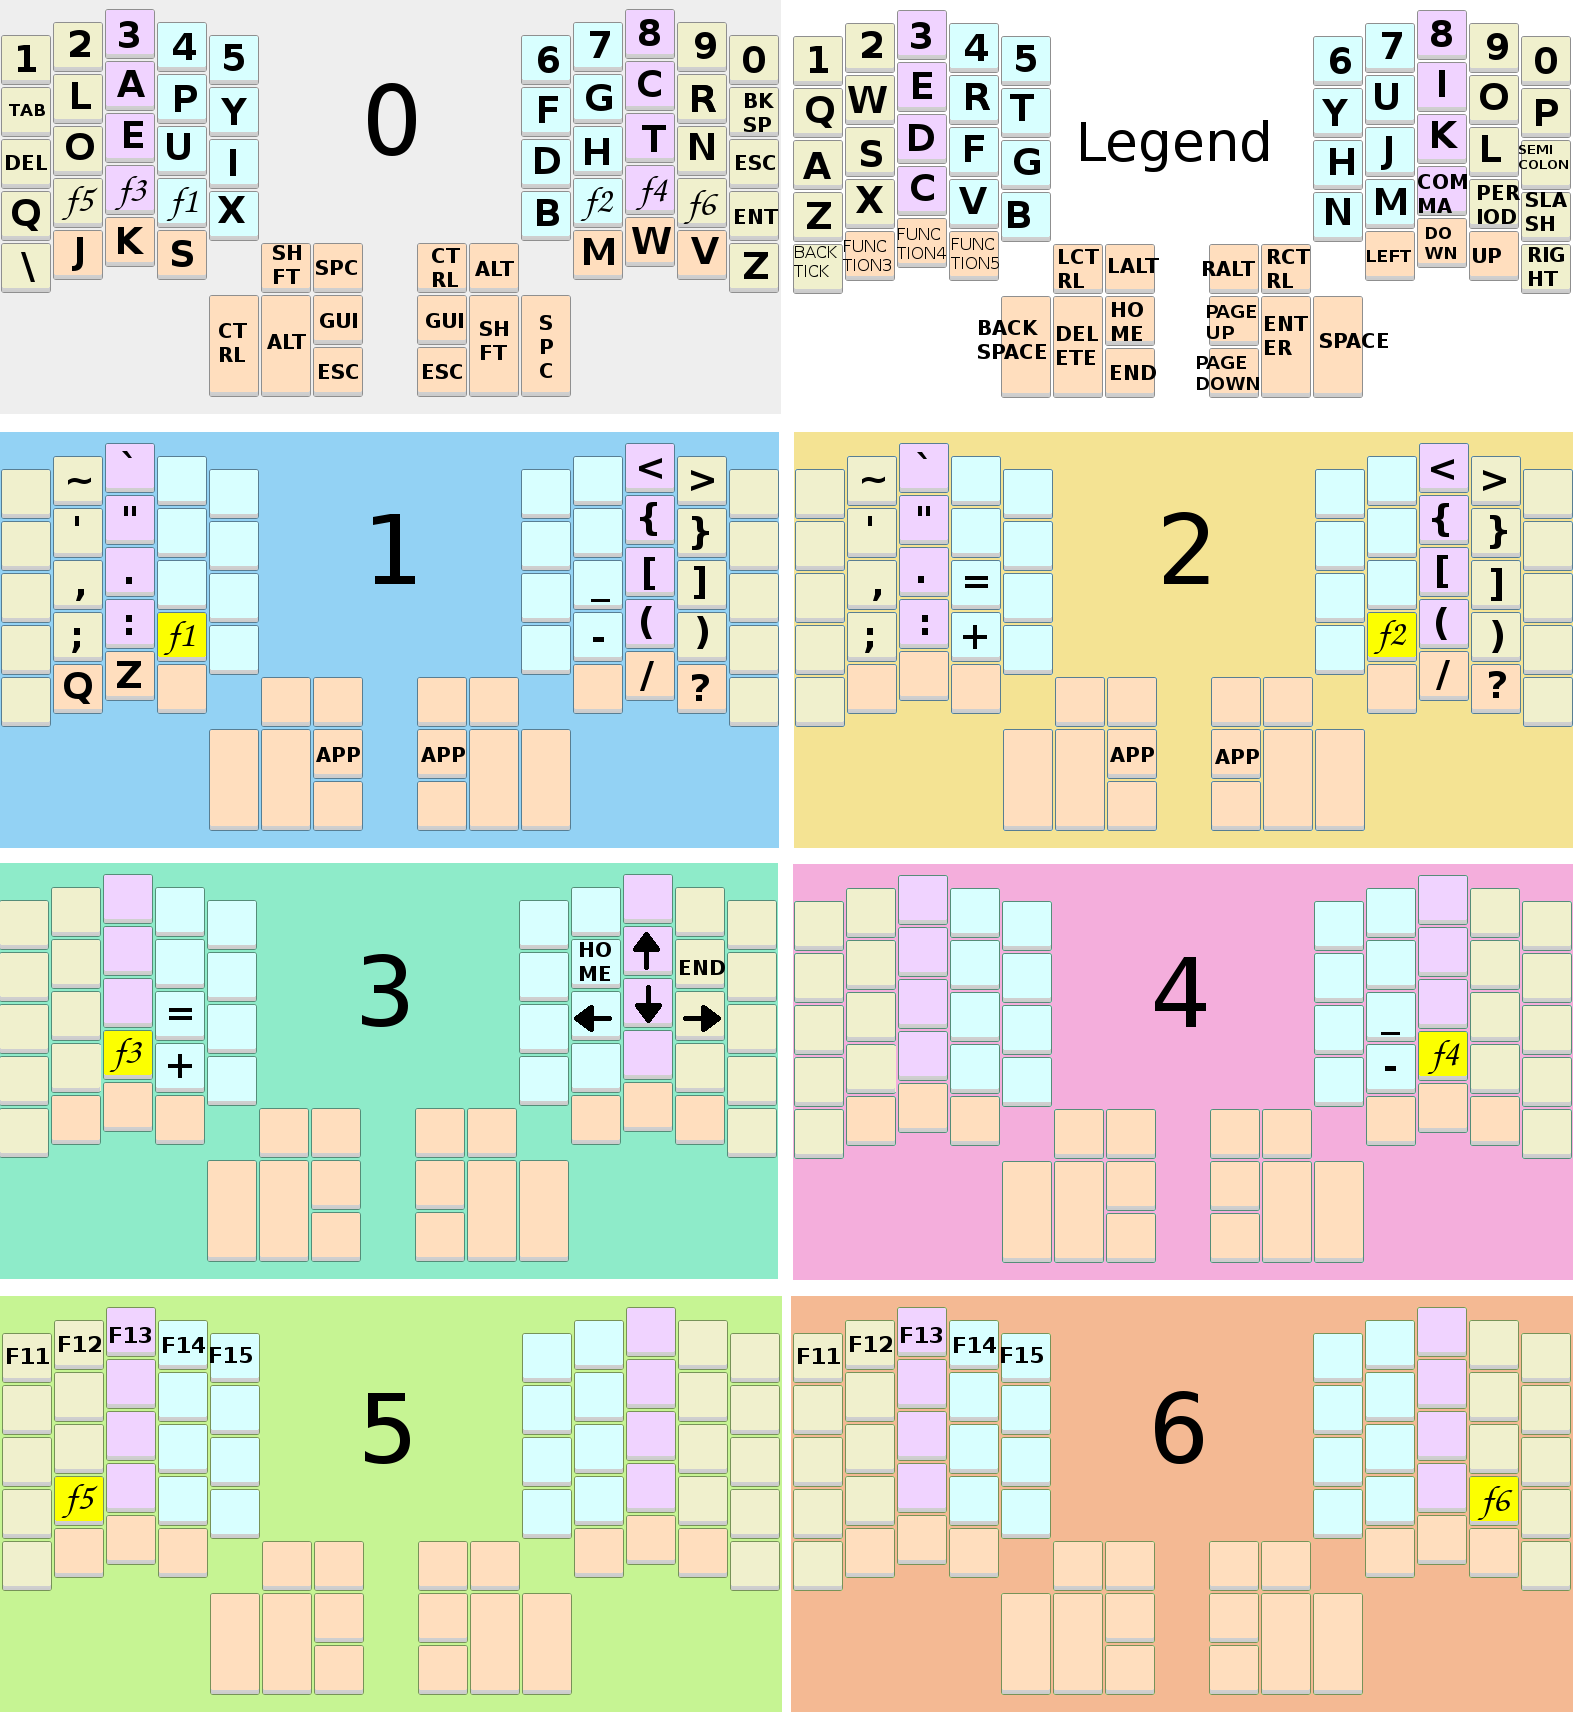 1 2 3 4 5
TAB L A P Y
DEL O E U I
Q f5 f3 f1 X
\ J K S
SH
FT
SPC
CT
RL
ALT
GUI
ESC
0
6 7 8 9 0
F G C R BK
SP
D H T N ESC
B f2 f4 f6 ENT
M W V Z
CT
RL
ALT
GUI
SH
FT
S
P
C
ESC
1 2 3 4 5
Q W E R T
A S D F G
Z X C V B
BACK
TICK
FUNC
TION3
FUNC
TION4
FUNC
TION5
LCT
RL
LALT
BACK
SPACE
DEL
ETE
HO
ME
END
Legend
6 7 8 9 0
Y U I O P
H J K L SEMI
COLON
N M COM
MA
PER
IOD
SLA
SH
LEFT
DO
WN
UP
RIG
HT
RALT
RCT
RL
PAGE
UP
ENT
ER
SPACE
PAGE
DOWN
~ `
' "
, .
; : f1
Q Z
APP
1
< >
{ }
_ [ ]
- ( )
/ ?
APP
~ `
' "
, . =
; : +
APP
2
< >
{ }
[ ]
f2 ( )
/ ?
APP
=
f3 +
3
HO
ME
↑ END
← ↓ →
4
_
- f4
F11 F12 F13 F14 F15
f5
5
F11 F12 F13 F14 F15
6
f6